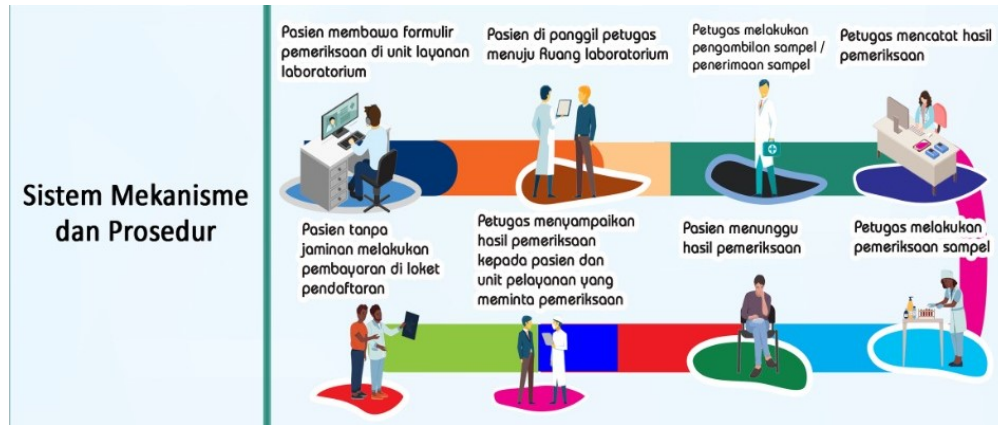 Sistem Mekanisme
dan Prosedur
Pasien membawa formulir
pemeriksaan di unit layanan
laboratorium
Pasien di panggil petugas
menuju Ruang laboratorium
Petugas melakukan
pengambilan sampel /
penerimaan sampel
Petugas mencatat hasil
pemeriksaan
Petugas melakukan
pemeriksaan sampel
Pasien menunggu
hasil pemeriksaan
Petugas menyampaikan
hasil pemeriksaan
kepada pasien dan
unit pelayanan yang
meminta pemeriksaan
Pasien tanpa
jaminan melakukan
pembayaran di loket
pendaftaran